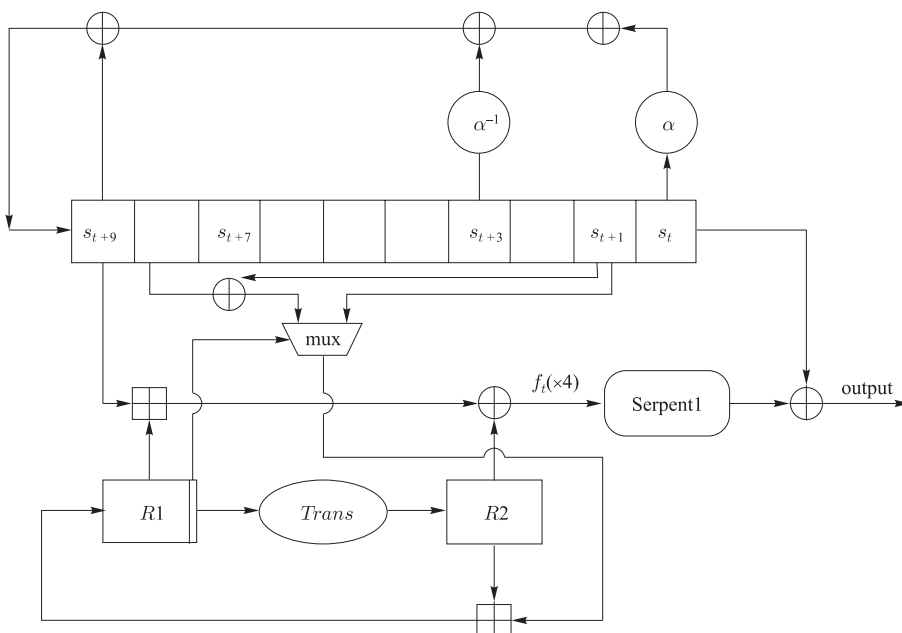 α⁻¹
α
s_{t+9}
s_{t+7}
s_{t+3}
s_{t+1}
s_t
mux
f_t(×4)
Serpent1
output
R1
Trans
R2